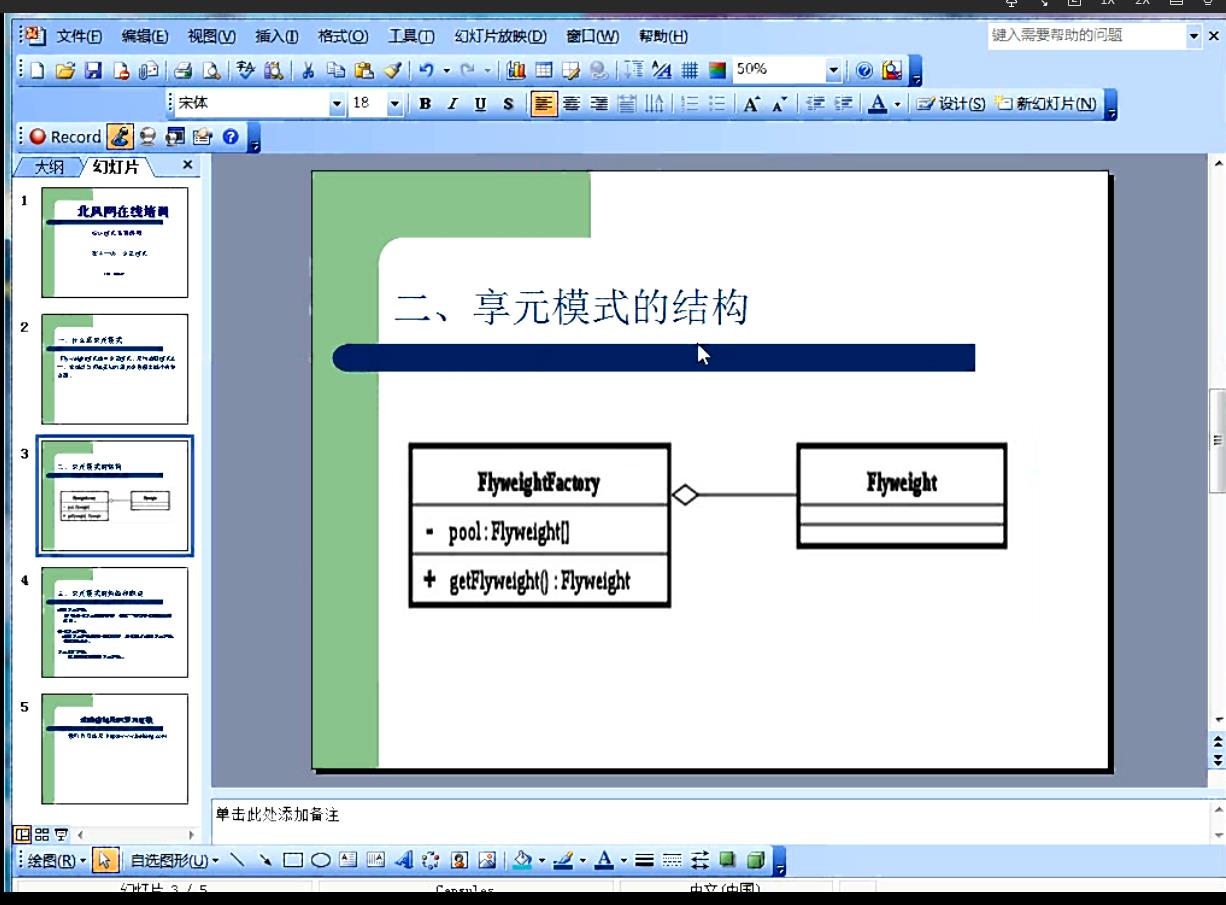 1X 2X
文件(F) 编辑(E) 视图(V) 插入(I) 格式(O) 工具(T) 幻灯片放映(D) 窗口(W) 帮助(H) 键入需要帮助的问题
50%
宋体 18 B I U S A A A 设计(S) 新幻灯片(N)
Record
大纲 幻灯片
1
北风网在线培训
2
一、什么是享元模式
3
二、享元模式的结构
4
5
二、享元模式的结构
FlyweightFactory
- pool : Flyweight[]
+ getFlyweight() : Flyweight
Flyweight
单击此处添加备注
绘图(R) 自选图形(U)
幻灯片 3 / 5 Capsules 中文(中国)